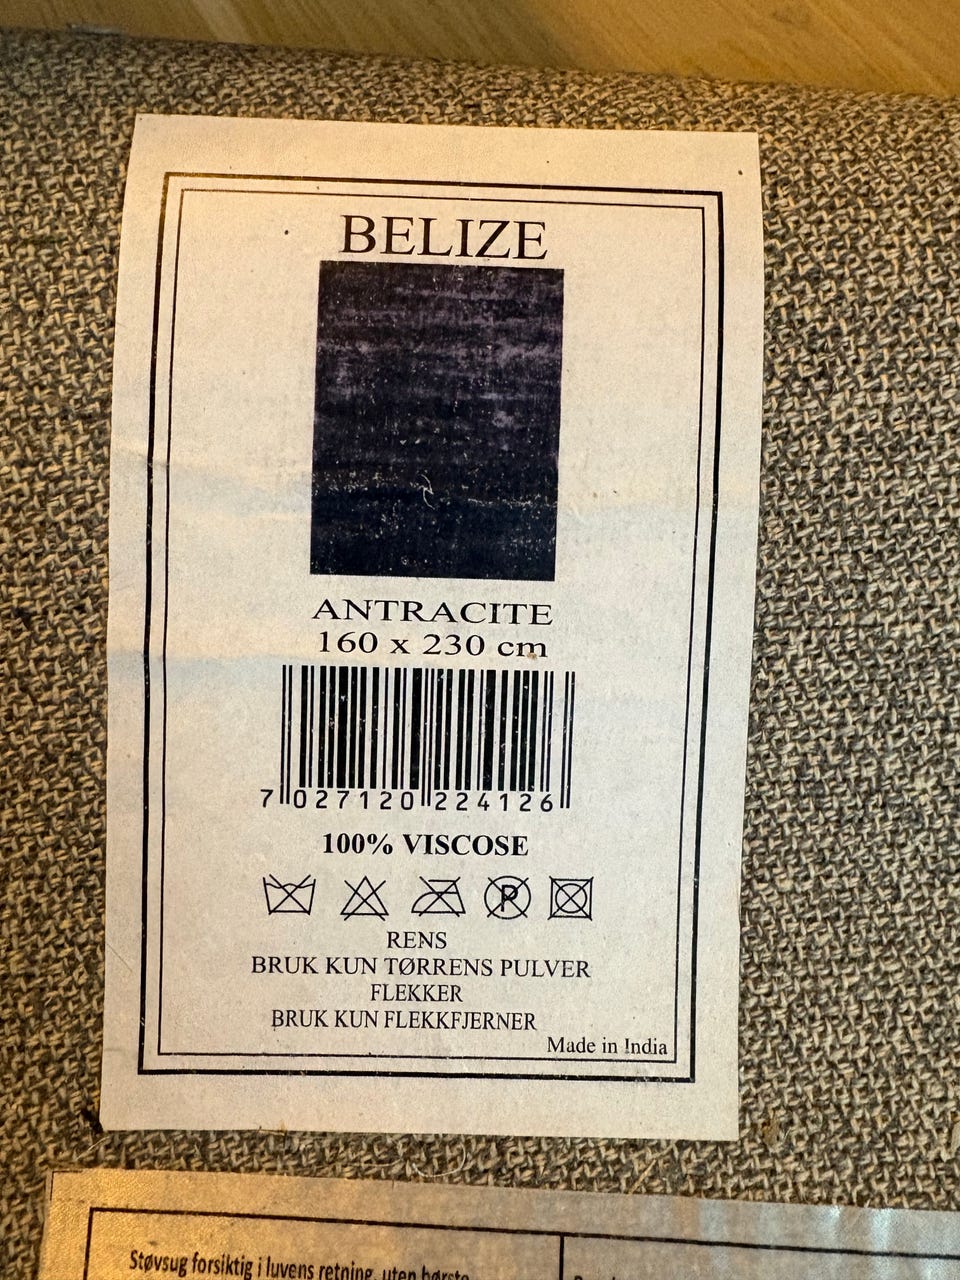 BELIZE
ANTRACITE
160 x 230 cm
7 027120 224126
100% VISCOSE
P
RENS
BRUK KUN TØRRENS PULVER
FLEKKER
BRUK KUN FLEKKFJERNER
Made in India
Støvsug forsiktig i luvens retning, uten børste